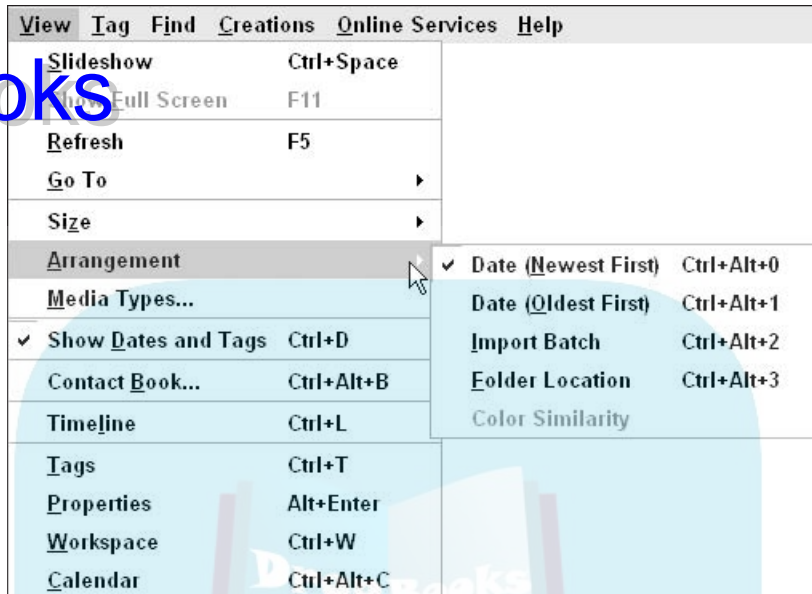 View Tag Find Creations Online Services Help
Slideshow Ctrl+Space
oks
Show Full Screen F11
Refresh F5
Go To
Size
Arrangement
Date (Newest First) Ctrl+Alt+0
Media Types...
Date (Oldest First) Ctrl+Alt+1
Show Dates and Tags Ctrl+D
Import Batch Ctrl+Alt+2
Contact Book... Ctrl+Alt+B
Folder Location Ctrl+Alt+3
Timeline Ctrl+L
Color Similarity
Tags Ctrl+T
Properties Alt+Enter
Workspace Ctrl+W
Calendar Ctrl+Alt+C